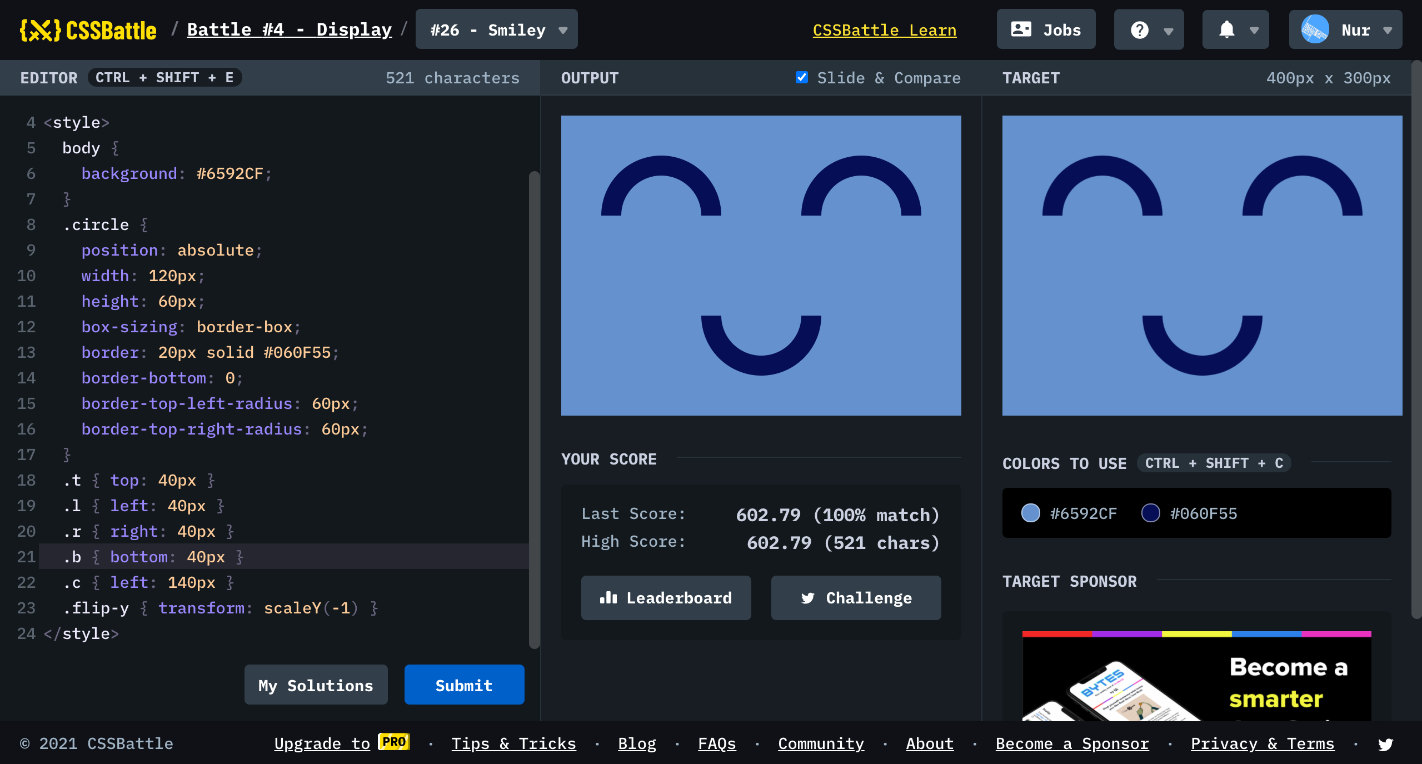 {X} CSSBattle / Battle #4 - Display / #26 - Smiley CSSBattle Learn Jobs Nur
EDITOR CTRL + SHIFT + E 521 characters
4 <style>
5 body {
6 background: #6592CF;
7 }
8 .circle {
9 position: absolute;
10 width: 120px;
11 height: 60px;
12 box-sizing: border-box;
13 border: 20px solid #060F55;
14 border-bottom: 0;
15 border-top-left-radius: 60px;
16 border-top-right-radius: 60px;
17 }
18 .t { top: 40px }
19 .l { left: 40px }
20 .r { right: 40px }
21 .b { bottom: 40px }
22 .c { left: 140px }
23 .flip-y { transform: scaleY(-1) }
24 </style>
My Solutions Submit
OUTPUT Slide & Compare
YOUR SCORE
Last Score: 602.79 (100% match)
High Score: 602.79 (521 chars)
Leaderboard Challenge
TARGET 400px x 300px
COLORS TO USE CTRL + SHIFT + C
#6592CF #060F55
TARGET SPONSOR
BYTES
Become a
smarter
© 2021 CSSBattle Upgrade to PRO · Tips & Tricks · Blog · FAQs · Community · About · Become a Sponsor · Privacy & Terms ·